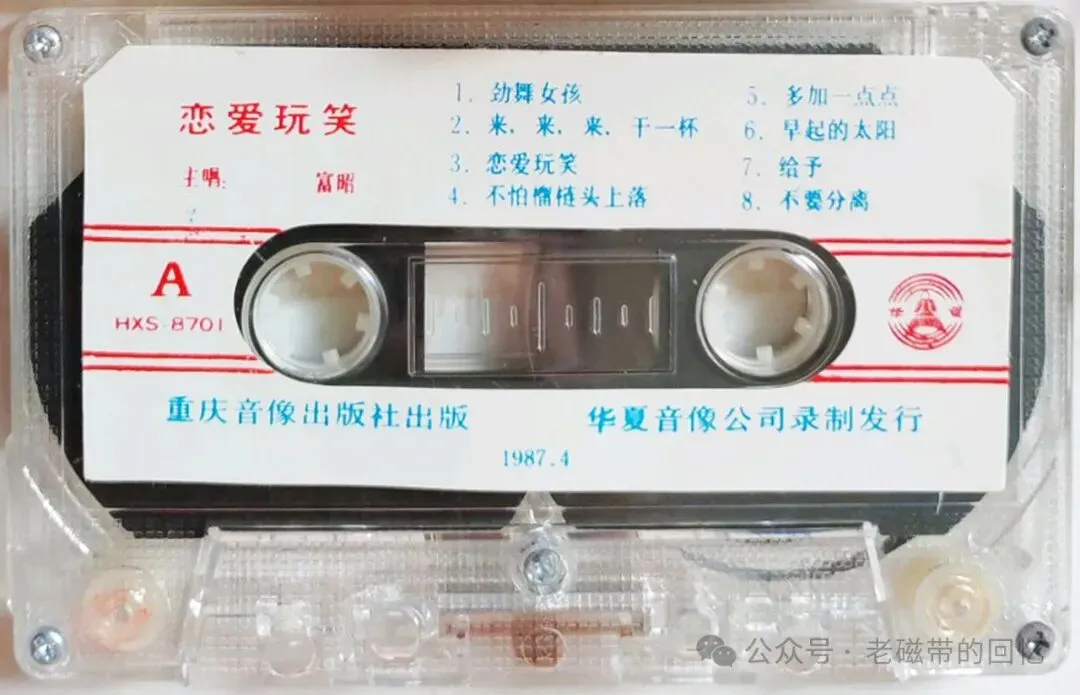 恋爱玩笑
主唱: 富昭
1. 劲舞女孩
2. 来, 来, 来, 干一杯
3. 恋爱玩笑
4. 不怕榴梿头上落
5. 多加一点点
6. 早起的太阳
7. 给予
8. 不要分离
A
HXS-8701
重庆音像出版社出版
华夏音像公司录制发行
1987.4
公众号·老磁带的回忆